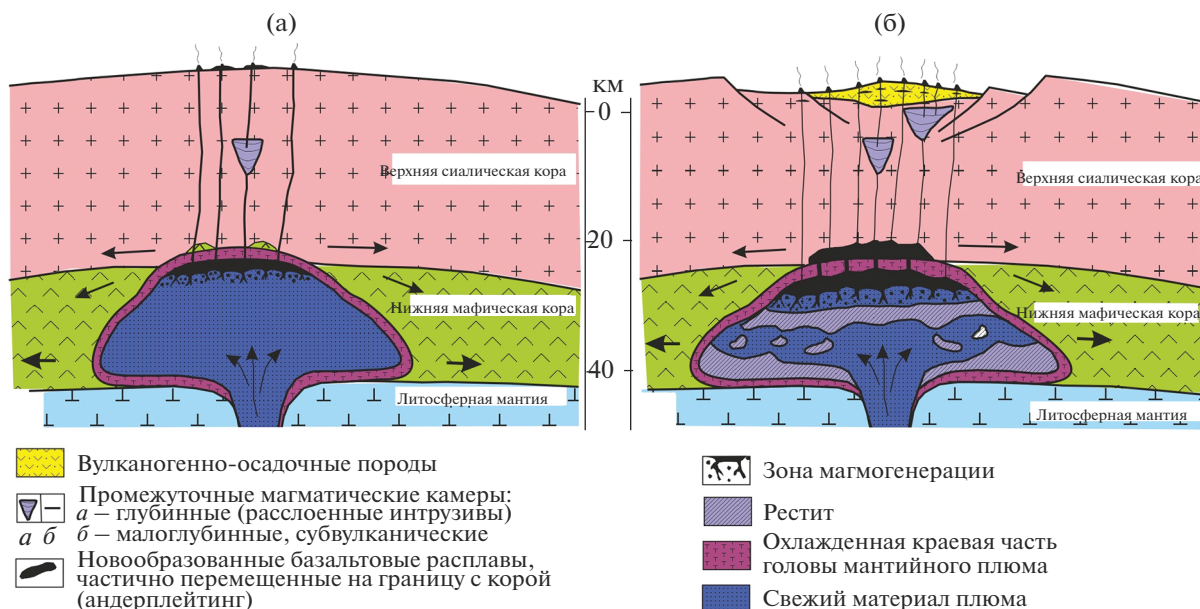 (а)
(б)
км
0
20
40
Верхняя сиалическая кора
Нижняя мафическая кора
Литосферная мантия
Верхняя сиалическая кора
Нижняя мафическая кора
Литосферная мантия
Вулканогенно-осадочные породы
Промежуточные магматические камеры:
а – глубинные (расслоенные интрузивы)
а б б – малоглубинные, субвулканические
Новообразованные базальтовые расплавы,
частично перемещенные на границу с корой
(андерплейтинг)
Зона магмогенерации
Рестит
Охлажденная краевая часть
головы мантийного плюма
Свежий материал плюма